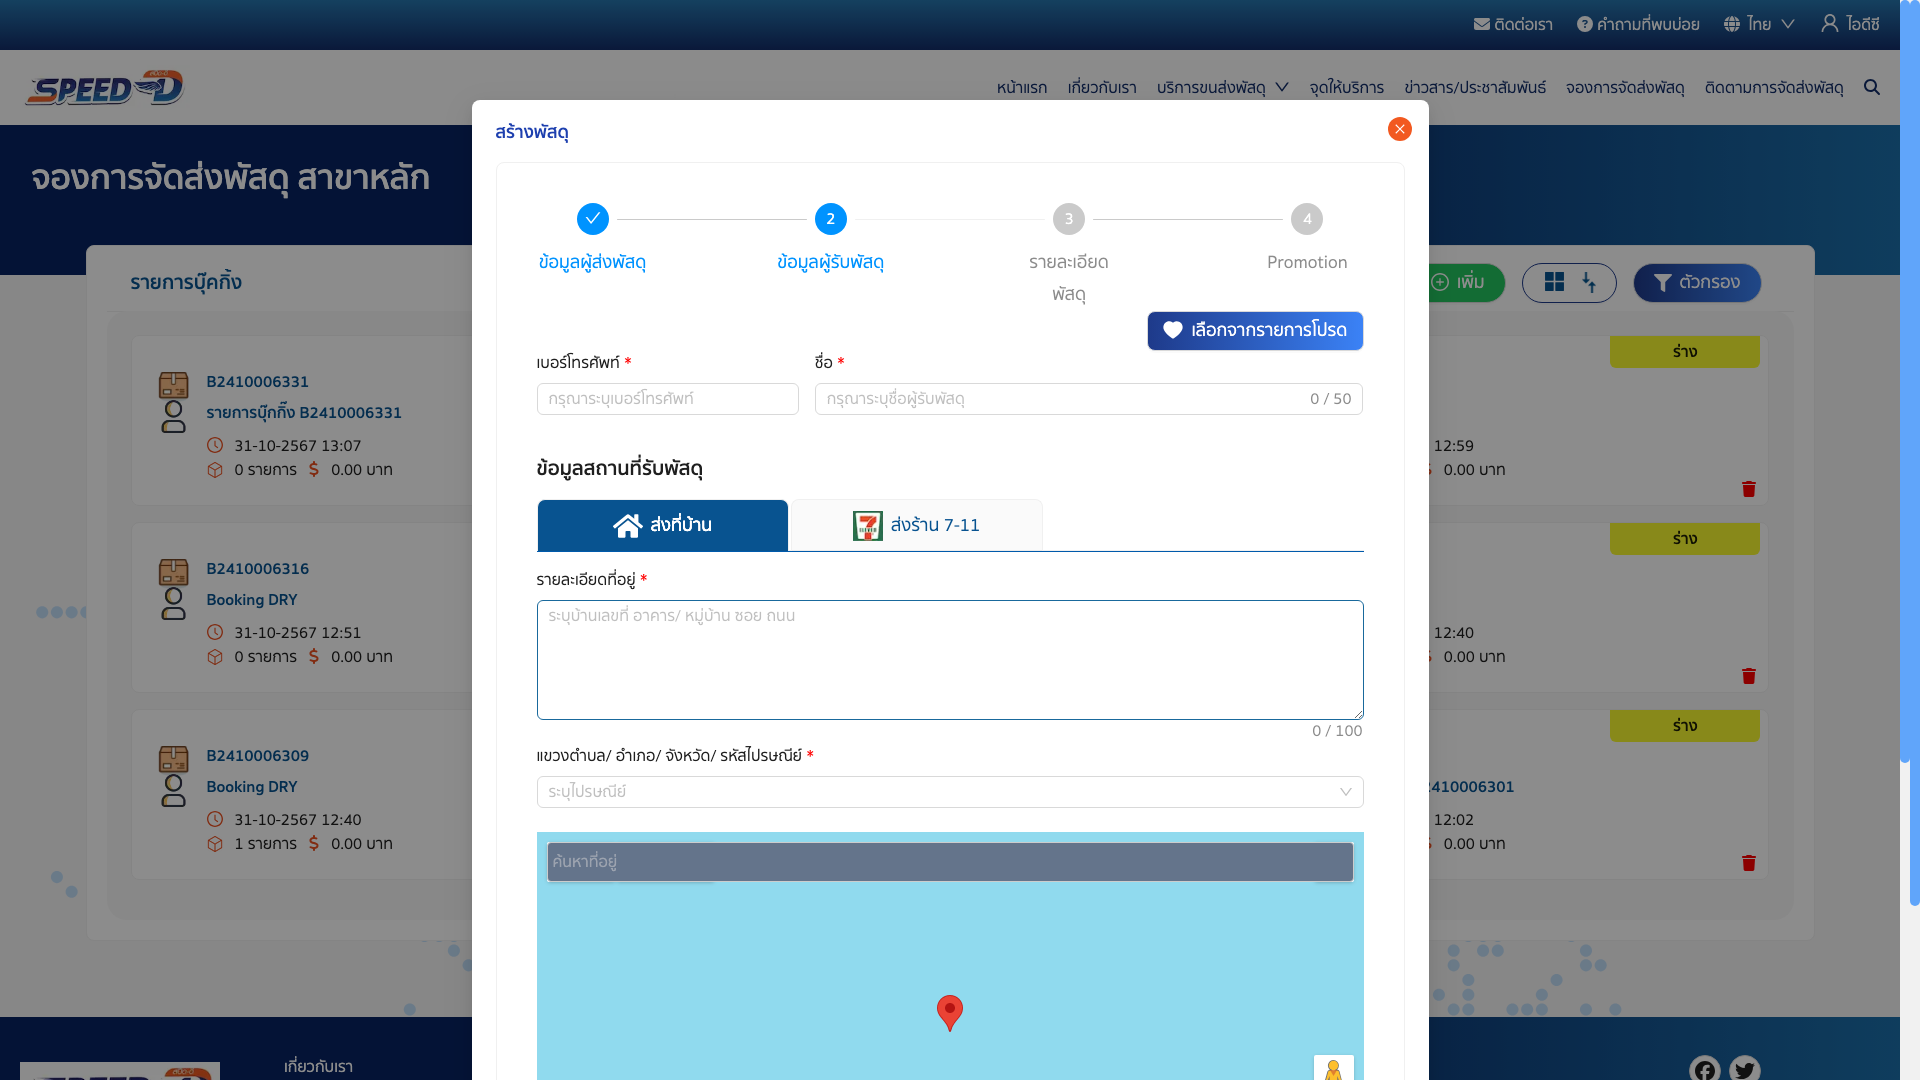 ติดต่อเรา
คำถามที่พบบ่อย
ไทย
ไอดีซี
SPEED-D
หน้าแรก
เกี่ยวกับเรา
บริการขนส่งพัสดุ
จุดให้บริการ
ข่าวสาร/ประชาสัมพันธ์
จองการจัดส่งพัสดุ
ติดตามการจัดส่งพัสดุ
จองการจัดส่งพัสดุ สาขาหลัก
รายการบุ๊คกิ้ง
เพิ่ม
ตัวกรอง
B2410006331
รายการบุ๊กกิ้ง B2410006331
31-10-2567 13:07
0 รายการ $ 0.00 บาท
B2410006316
Booking DRY
31-10-2567 12:51
0 รายการ $ 0.00 บาท
B2410006309
Booking DRY
31-10-2567 12:40
1 รายการ $ 0.00 บาท
สร้างพัสดุ
ข้อมูลผู้ส่งพัสดุ
2
ข้อมูลผู้รับพัสดุ
3
รายละเอียด
พัสดุ
4
Promotion
เลือกจากรายการโปรด
เบอร์โทรศัพท์ *
กรุณาระบุเบอร์โทรศัพท์
ชื่อ *
กรุณาระบุชื่อผู้รับพัสดุ
0 / 50
ข้อมูลสถานที่รับพัสดุ
ส่งที่บ้าน
ส่งร้าน 7-11
รายละเอียดที่อยู่ *
ระบุบ้านเลขที่ อาคาร/ หมู่บ้าน ซอย ถนน
0 / 100
แขวงตำบล/ อำเภอ/ จังหวัด/ รหัสไปรษณีย์ *
ระบุไปรษณีย์
ค้นหาที่อยู่
ร่าง
12:59
0.00 บาท
ร่าง
12:40
0.00 บาท
ร่าง
2410006301
12:02
0.00 บาท
เกี่ยวกับเรา